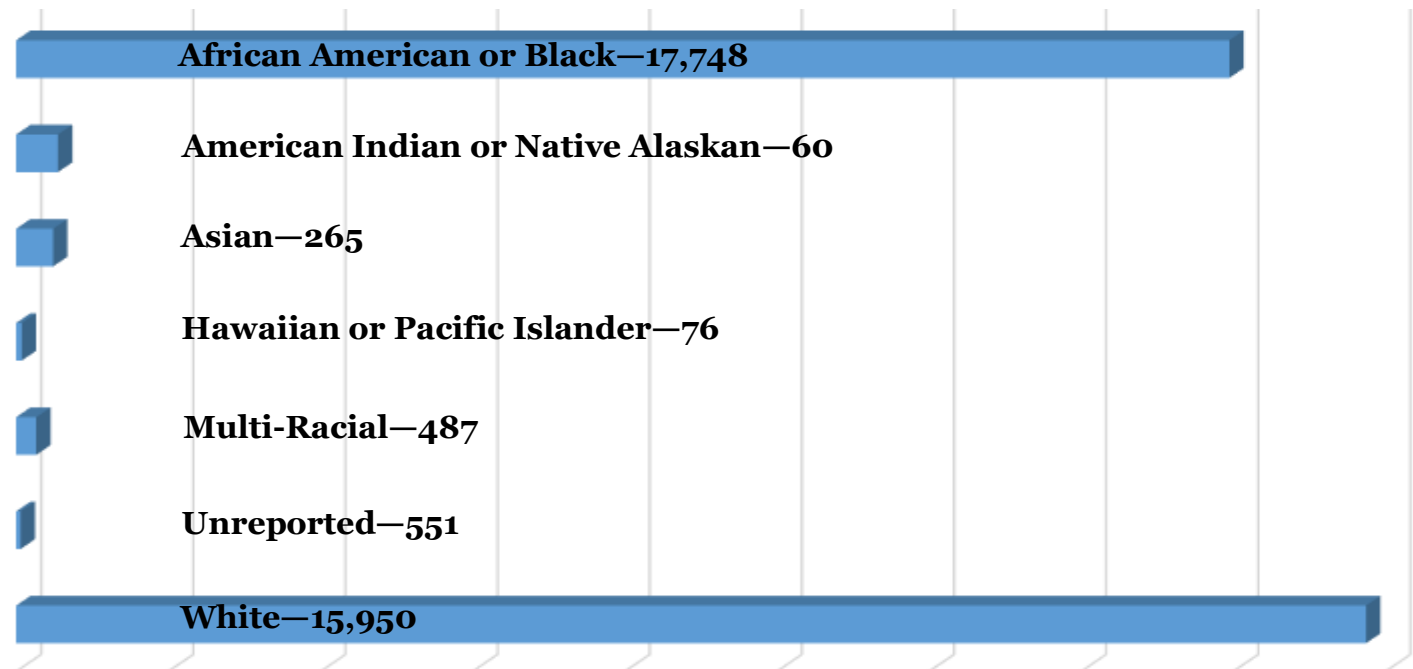 African American or Black—17,748
American Indian or Native Alaskan—60
Asian—265
Hawaiian or Pacific Islander—76
Multi-Racial—487
Unreported—551
White—15,950